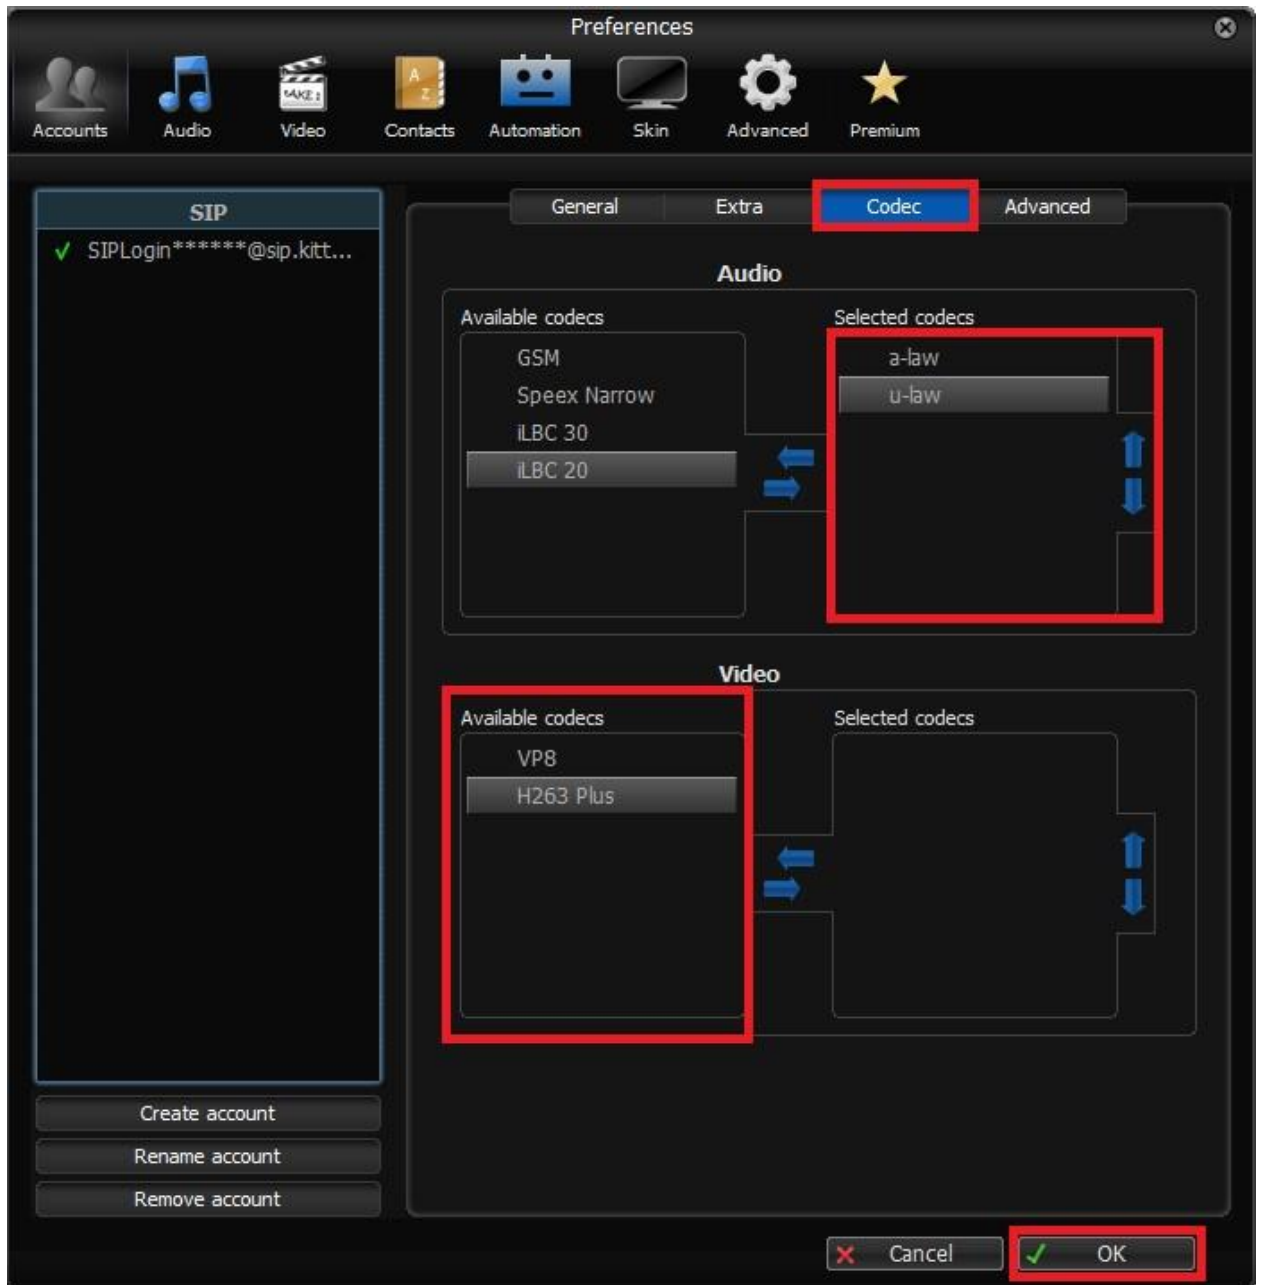 Preferences
A
Z
TAKE 1
Accounts
Audio
Video
Contacts
Automation
Skin
Advanced
Premium
SIP
SIPLogin******@sip.kitt...
General
Extra
Codec
Advanced
Audio
Available codecs
Selected codecs
GSM
Speex Narrow
iLBC 30
iLBC 20
a-law
u-law
Video
Available codecs
Selected codecs
VP8
H263 Plus
Create account
Rename account
Remove account
Cancel
OK